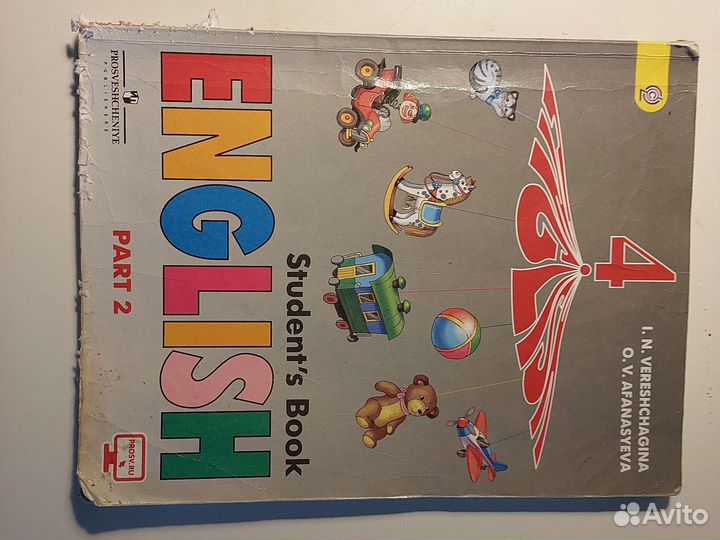 4
I. N. VERESHCHAGINA
O. V. AFANASYEVA
Student's Book
ENGLISH
PART 2
PROSVESHCHENIYE
PUBLISHERS
PROSV.RU
Avito